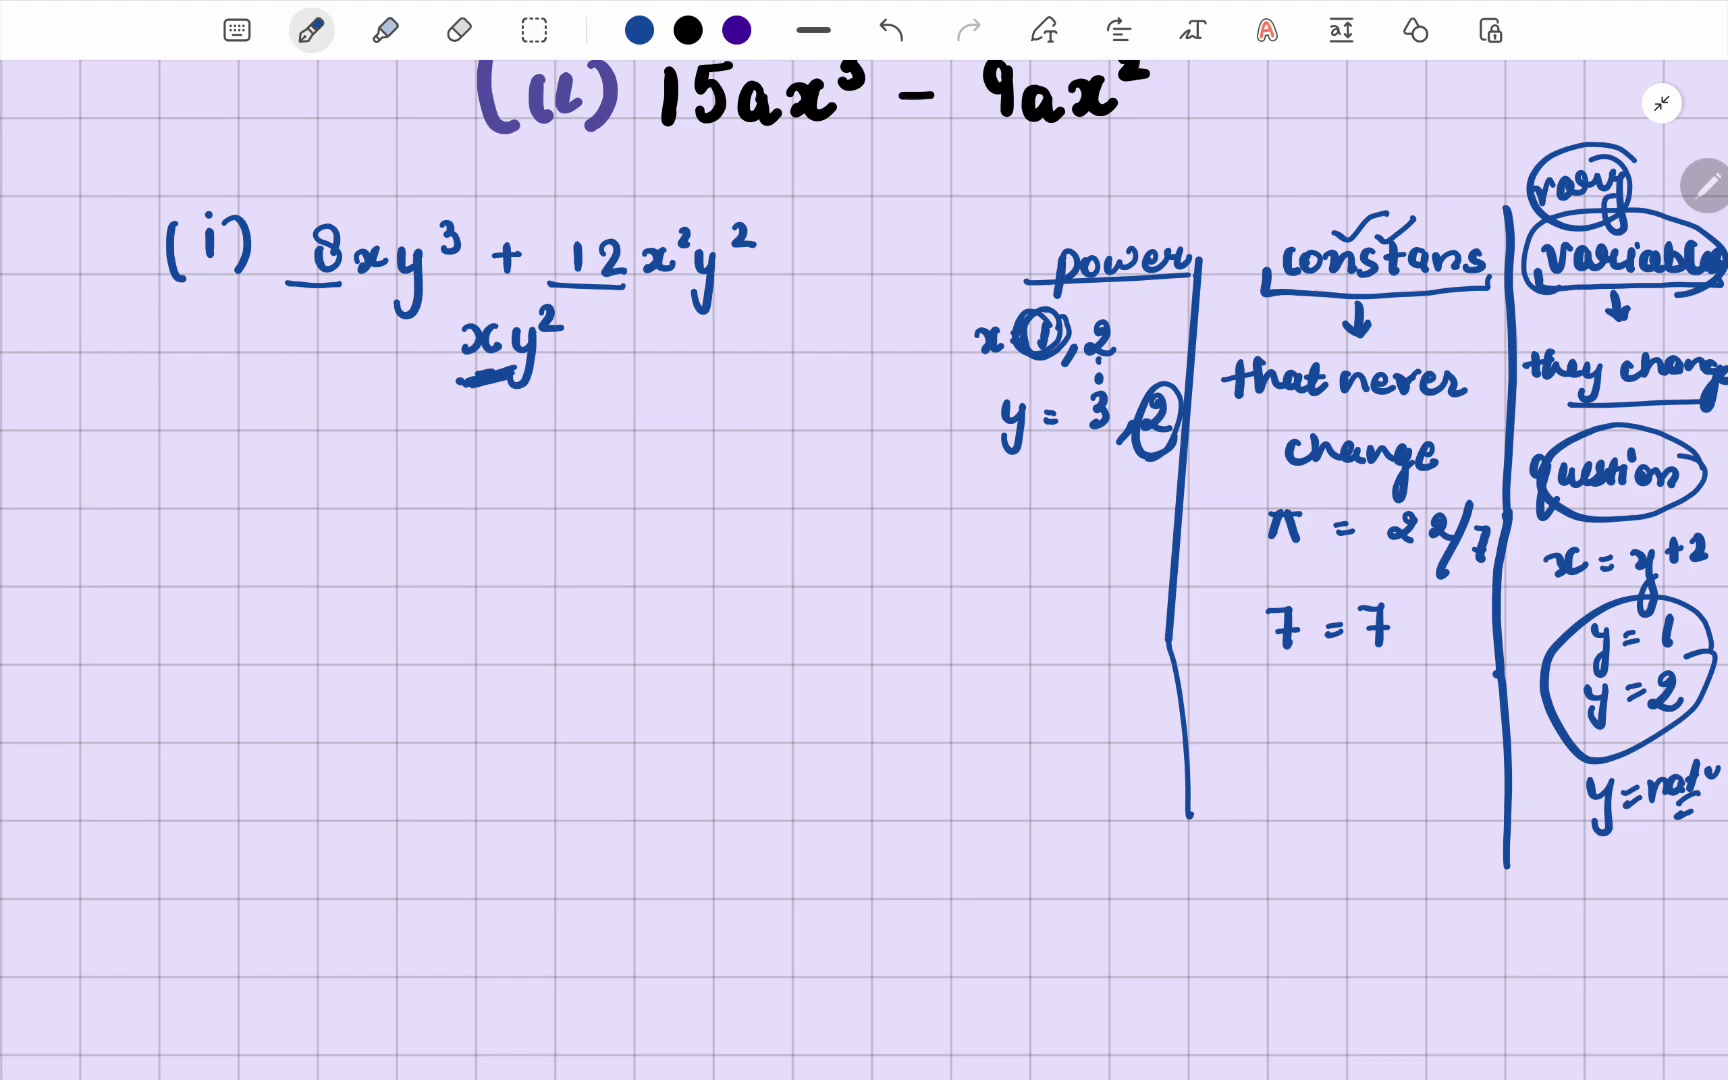 (ii) 15ax³ - 9ax²
(i) 8xy³ + 12x²y²
xy²
power
x 1, 2
y = 3, 2
constans
that never
change
π = 22/7
7 = 7
vary
variable
they change
question
x = y+2
y = 1
y = 2